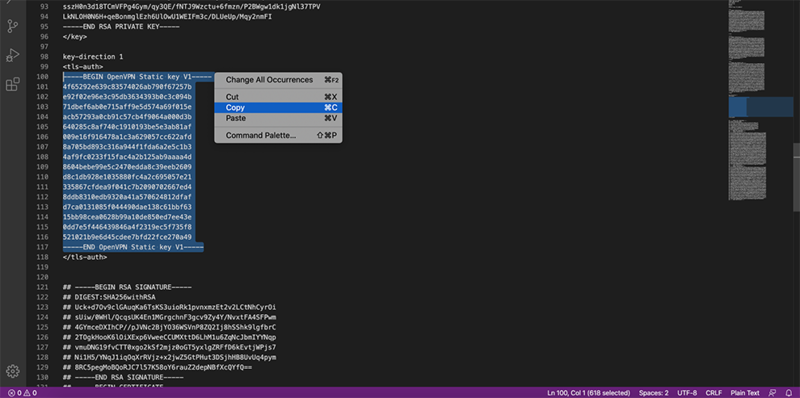 93 sszH0n3d18TCmVFPg4Gym/qy3QE/fNTJ9Wzctu+6fmzn/P2BWgw1dk1jgNl37TPV
94 LkNLOH0N6H+qeBonmglEzh6UlOwU1WEIFm3c/DLUeUp/Mqy2nmFI
95 -----END RSA PRIVATE KEY-----
96 </key>
97
98 key-direction 1
99 <tls-auth>
100 -----BEGIN OpenVPN Static key V1-----
101 4f65292e639c83574026ab790f67257b
102 e92f02e96e3c95db3634393b0c3c094b
103 71dbef6ab0e715aff9e5d574a69f015e
104 acb57293a0cb91c57cb4f9064a000d3b
105 640285c8af740c1910193be5e3ab81af
106 009e16f916478a1c3a629057cc622afd
107 8a705bd893c316a944f1fda6a2e5c1b3
108 4af9fc0233f15fac4a2b125ab9aaaa4d
109 8604bebe99e5c2470edda8c39eeb2609
110 d8c1db928e1035880fc4a2c695057e21
111 335867cfdea9f041c7b2090702667ed4
112 8ddb8310edb9320a41a570624812dfaf
113 d7ca0131085f044490dae138c61bbf63
114 15bb98cea0628b99a10de850ed7ee43e
115 0dd7e5f446439846a4f2319ec5f735f8
116 521021b9e6d45cdee7bfd22fce270a49
117 -----END OpenVPN Static key V1-----
118 </tls-auth>
119
120
121 ## -----BEGIN RSA SIGNATURE-----
122 ## DIGEST:SHA256withRSA
123 ## Uck+d7Ov9clGAuqKa6TsKS3uioRk1pvnxmzEt2v2LCtNhCyrOi
124 ## sUiw/0WHl/QcqsUK4En1MGrgchnF3gcv9Zy4Y/NvxtFA4SFPwm
125 ## 4GYmceDXIhCP//pJVNc2BjYO36WSVnP8ZQ2Ij8hSShk9lgfbrC
126 ## 2TOgkHooK6lOiXExp6VweeCCUMXttD6LhM1u6ZqNcJbmIYYNqp
127 ## vmuDNG19fvCTT0xgo2kSf2mjz0oGT5yxlgZRFfD6kEvtjWPjs7
128 ## Ni1H5/YNqJ1iqOqXrRVjz+x2jwZ5GtPHut3DSjhHB8UvUq4pym
129 ## 8RC5pegMoBQoRJC7l57K58oY6rauZ2depNBfXcQYfQ==
130 ## -----END RSA SIGNATURE-----
131 ## -----BEGIN CERTIFICATE-----
Change All Occurrences ⌘F2
Cut ⌘X
Copy ⌘C
Paste ⌘V
Command Palette... ⇧⌘P
0 0
Ln 100, Col 1 (618 selected) Spaces: 2 UTF-8 CRLF Plain Text